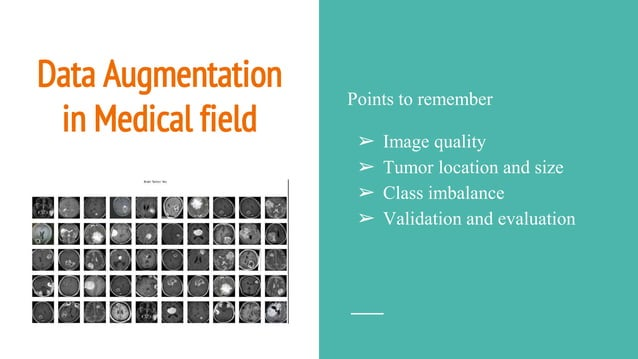 Data Augmentation
in Medical field
Points to remember
➢ Image quality
➢ Tumor location and size
➢ Class imbalance
➢ Validation and evaluation